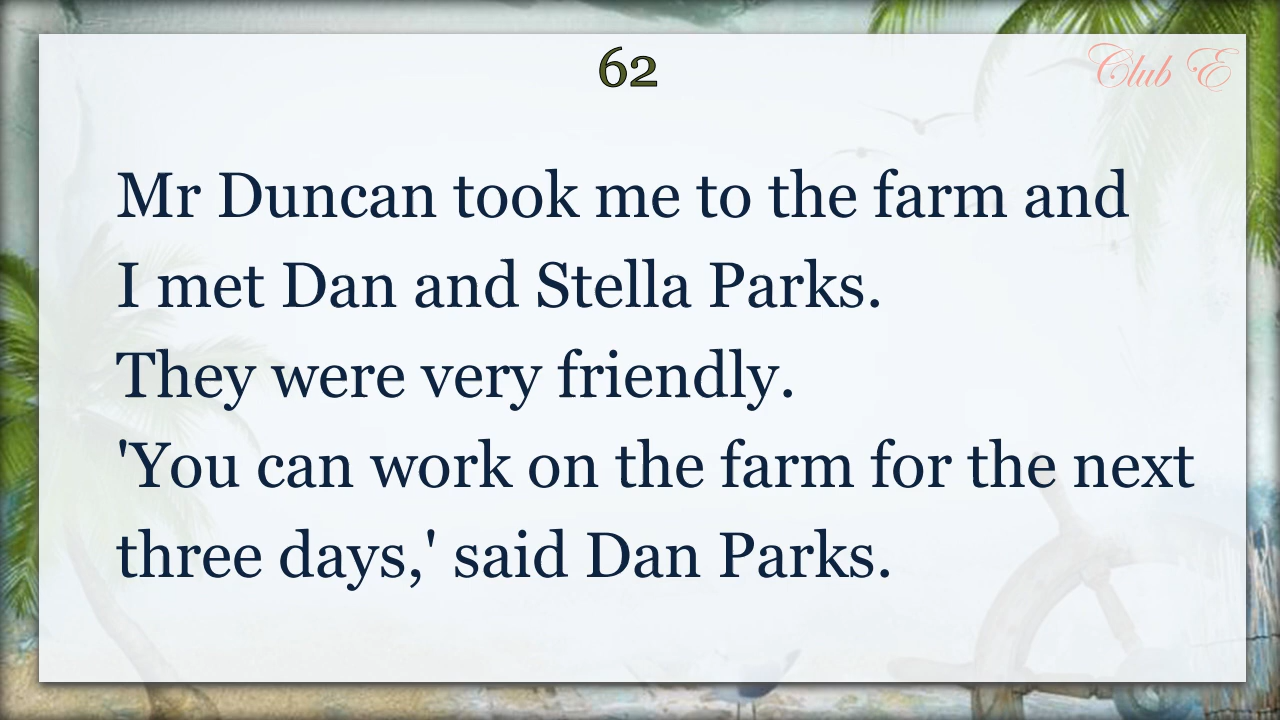 62
Club E
Mr Duncan took me to the farm and
I met Dan and Stella Parks.
They were very friendly.
'You can work on the farm for the next
three days,' said Dan Parks.